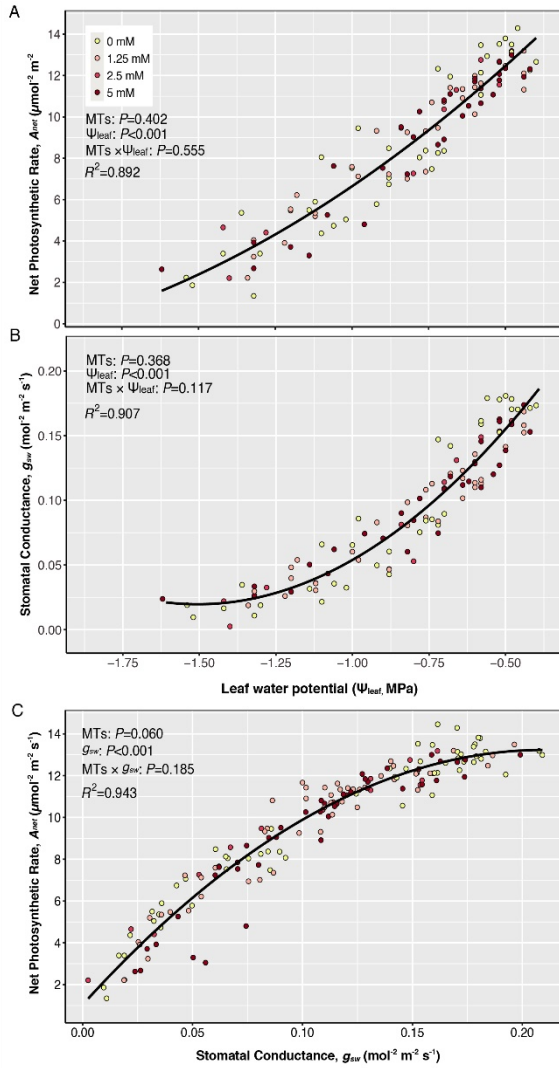 A
0 mM
1.25 mM
2.5 mM
5 mM
MTs: P=0.402
Ψleaf: P<0.001
MTs ×Ψleaf: P=0.555
R²=0.892
Net Photosynthetic Rate, Anet (μmol⁻² m⁻²)
14
12
10
8
6
4
2
0
B
MTs: P=0.368
Ψleaf: P<0.001
MTs × Ψleaf: P=0.117
R²=0.907
Stomatal Conductance, gsw (mol⁻² m⁻² s⁻¹)
0.20
0.15
0.10
0.05
0.00
−1.75 −1.50 −1.25 −1.00 −0.75 −0.50
Leaf water potential (Ψleaf, MPa)
C
MTs: P=0.060
gsw: P<0.001
MTs × gsw: P=0.185
R²=0.943
Net Photosynthetic Rate, Anet (μmol⁻² m⁻² s⁻¹)
14
12
10
8
6
4
2
0.00 0.05 0.10 0.15 0.20
Stomatal Conductance, gsw (mol⁻² m⁻² s⁻¹)